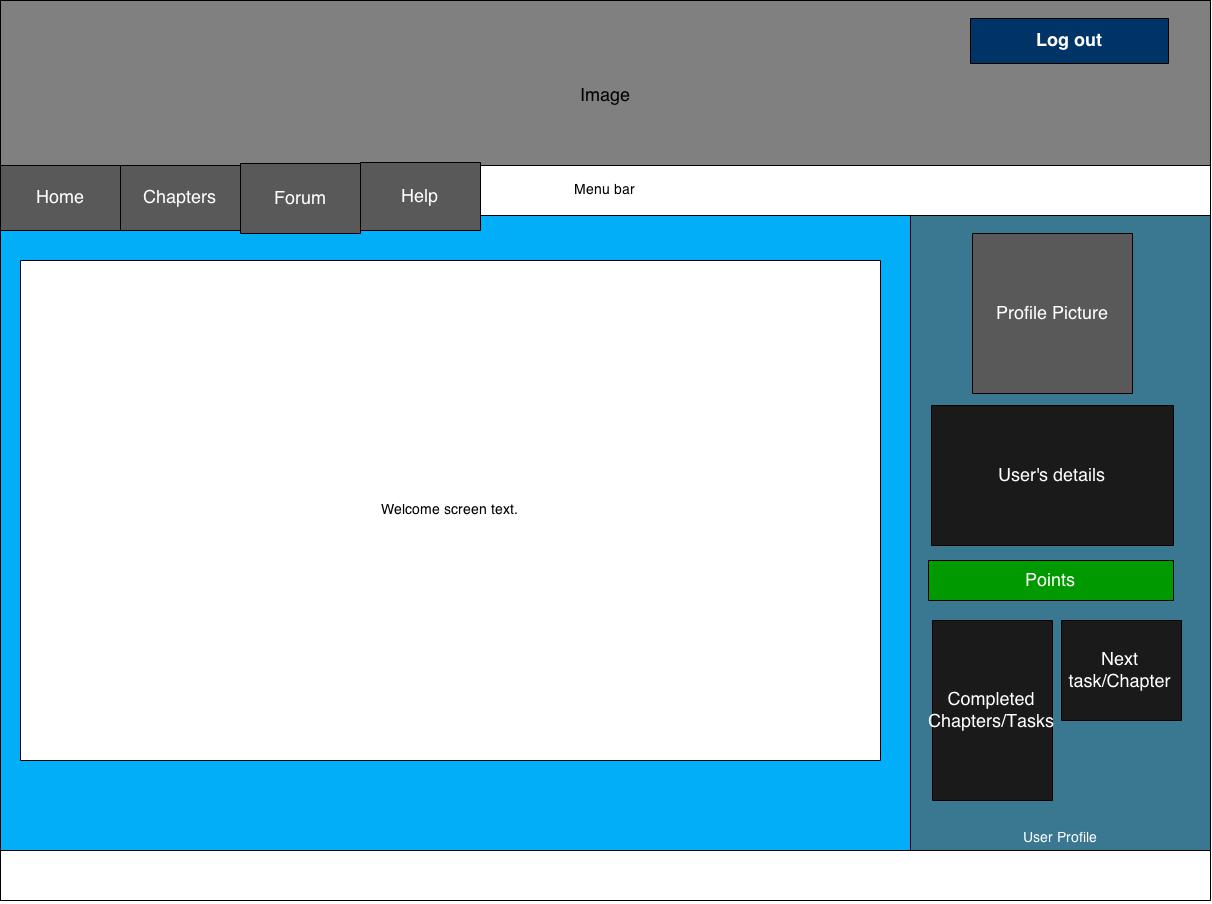 Log out
Image
Home
Chapters
Forum
Help
Menu bar
Profile Picture
User's details
Welcome screen text.
Points
Next
task/Chapter
Completed
Chapters/Tasks
User Profile